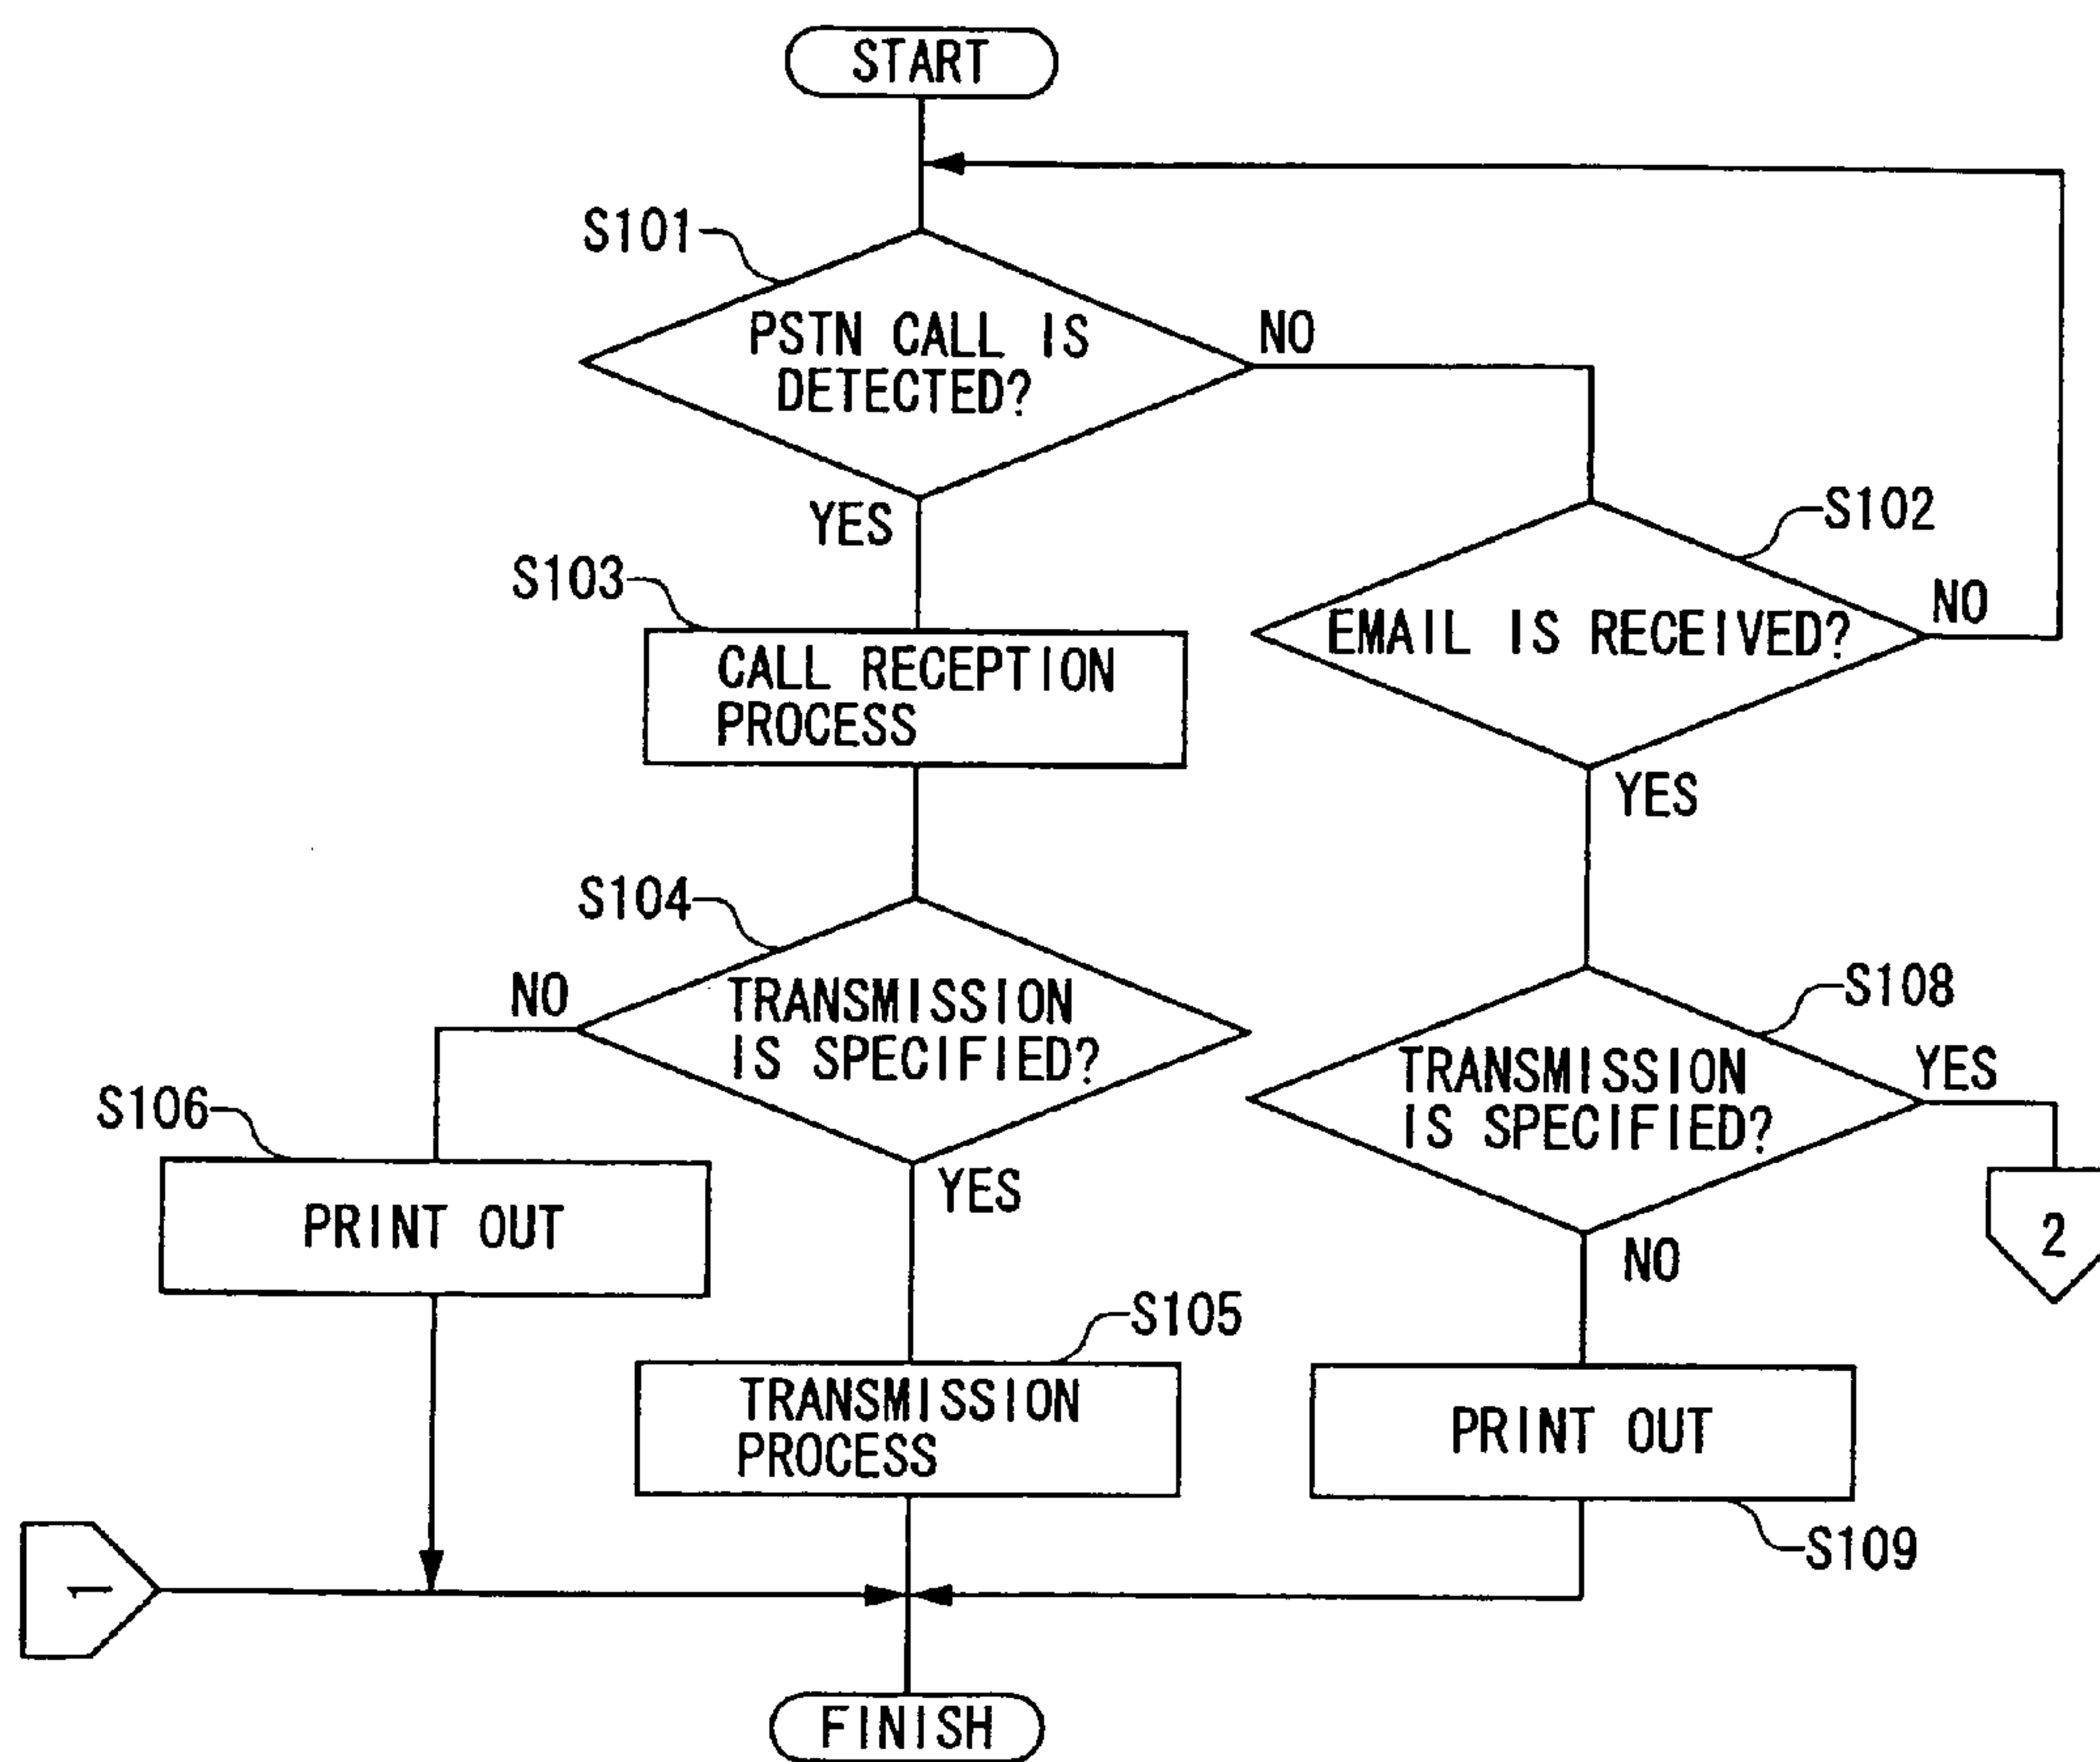 START
S101
PSTN CALL IS
DETECTED?
NO
YES
S102
EMAIL IS RECEIVED?
NO
YES
S103
CALL RECEPTION
PROCESS
S104
TRANSMISSION
IS SPECIFIED?
NO
YES
S108
TRANSMISSION
IS SPECIFIED?
YES
NO
S106
PRINT OUT
2
S105
TRANSMISSION
PROCESS
PRINT OUT
S109
1
FINISH